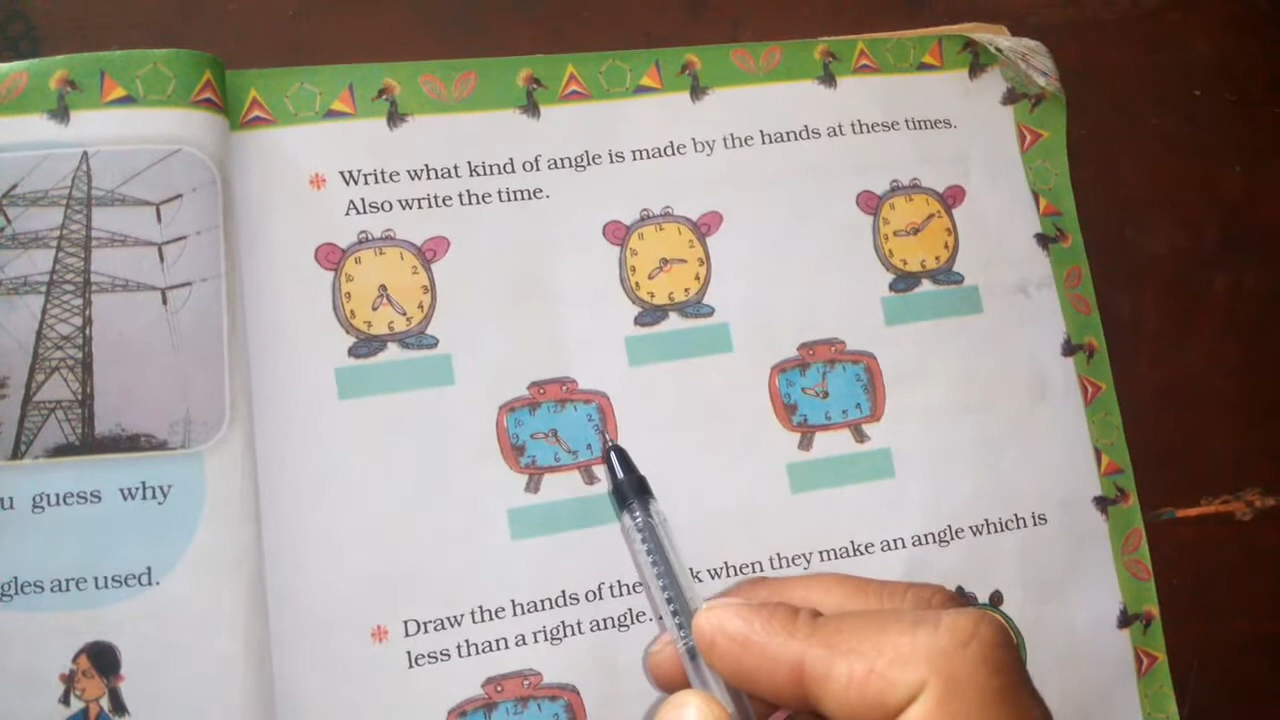 Write what kind of angle is made by the hands at these times.
Also write the time.
u guess why
gles are used.
Draw the hands of the k when they make an angle which is
less than a right angle.